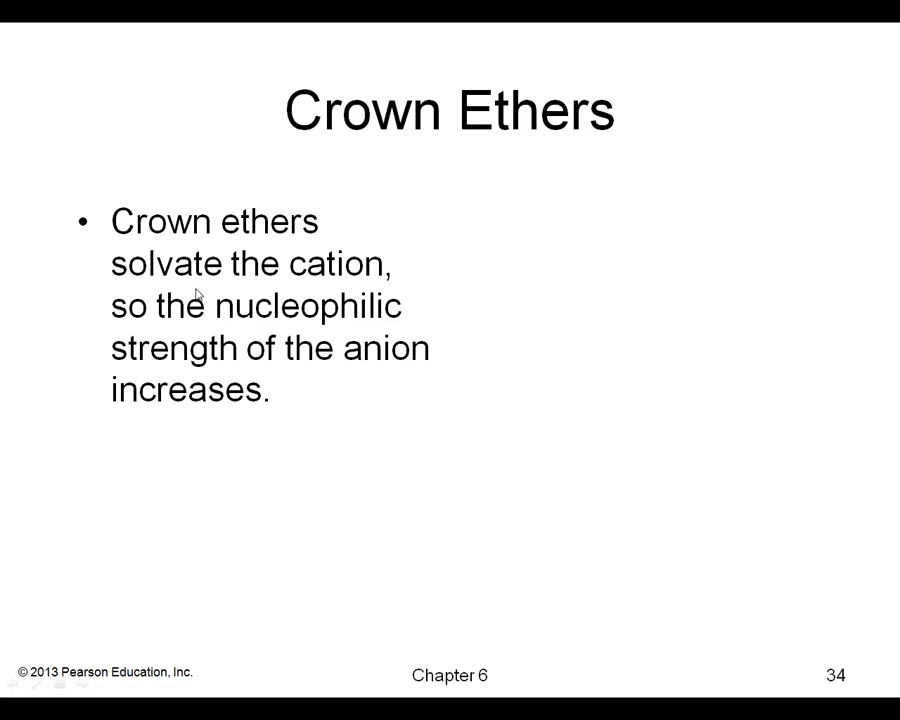 Crown Ethers
• Crown ethers
solvate the cation,
so the nucleophilic
strength of the anion
increases.
© 2013 Pearson Education, Inc.
Chapter 6
34